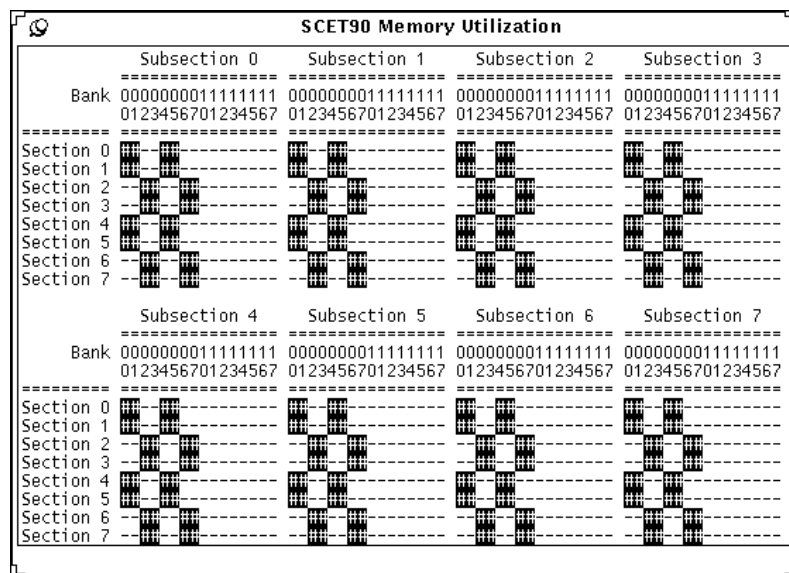 SCET90 Memory Utilization
Subsection 0 Subsection 1 Subsection 2 Subsection 3
================ ================ ================ ================
Bank 0000000011111111 0000000011111111 0000000011111111 0000000011111111
0123456701234567 0123456701234567 0123456701234567 0123456701234567
========= ================ ================ ================ ================
Section 0 -- ---------- -- ---------- -- ---------- -- ----------
Section 1 -- ---------- -- ---------- -- ---------- -- ----------
Section 2 -- -- -------- -- -- -------- -- -- -------- -- -- --------
Section 3 -- -- -------- -- -- -------- -- -- -------- -- -- --------
Section 4 -- ---------- -- ---------- -- ---------- -- ----------
Section 5 -- ---------- -- ---------- -- ---------- -- ----------
Section 6 -- -- -------- -- -- -------- -- -- -------- -- -- --------
Section 7 -- -- -------- -- -- -------- -- -- -------- -- -- --------
Subsection 4 Subsection 5 Subsection 6 Subsection 7
================ ================ ================ ================
Bank 0000000011111111 0000000011111111 0000000011111111 0000000011111111
0123456701234567 0123456701234567 0123456701234567 0123456701234567
========= ================ ================ ================ ================
Section 0 -- ---------- -- ---------- -- ---------- -- ----------
Section 1 -- ---------- -- ---------- -- ---------- -- ----------
Section 2 -- -- -------- -- -- -------- -- -- -------- -- -- --------
Section 3 -- -- -------- -- -- -------- -- -- -------- -- -- --------
Section 4 -- ---------- -- ---------- -- ---------- -- ----------
Section 5 -- ---------- -- ---------- -- ---------- -- ----------
Section 6 -- -- -------- -- -- -------- -- -- -------- -- -- --------
Section 7 -- -- -------- -- -- -------- -- -- -------- -- -- --------